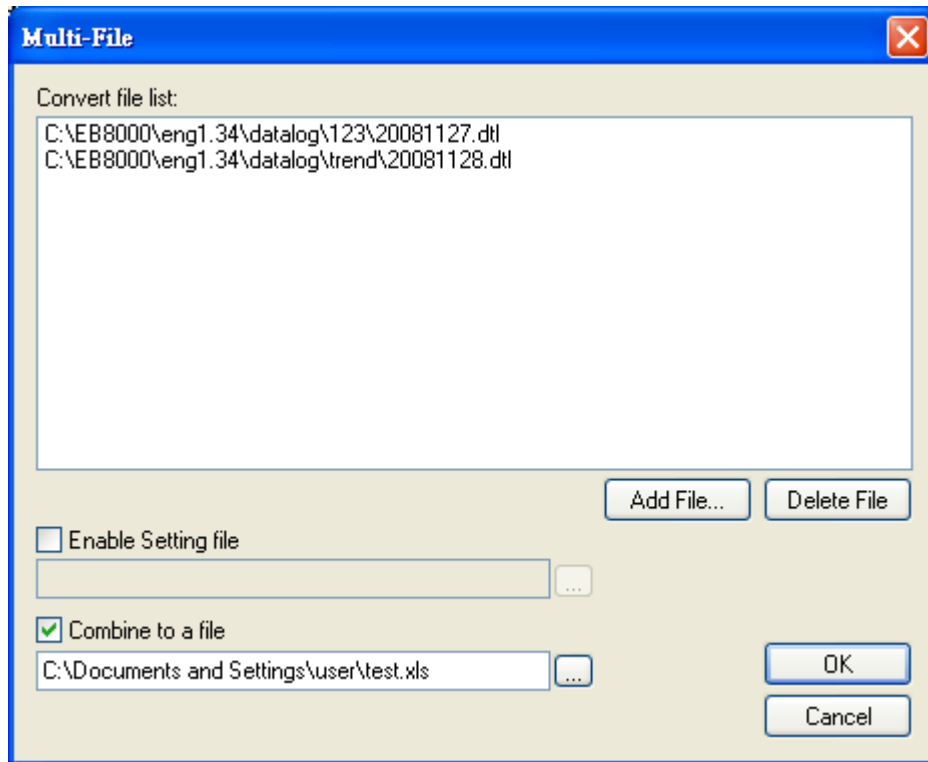 Multi-File
Convert file list:
C:\EB8000\eng1.34\datalog\123\20081127.dtl
C:\EB8000\eng1.34\datalog\trend\20081128.dtl
Add File...
Delete File
Enable Setting file
...
Combine to a file
C:\Documents and Settings\user\test.xls
...
OK
Cancel